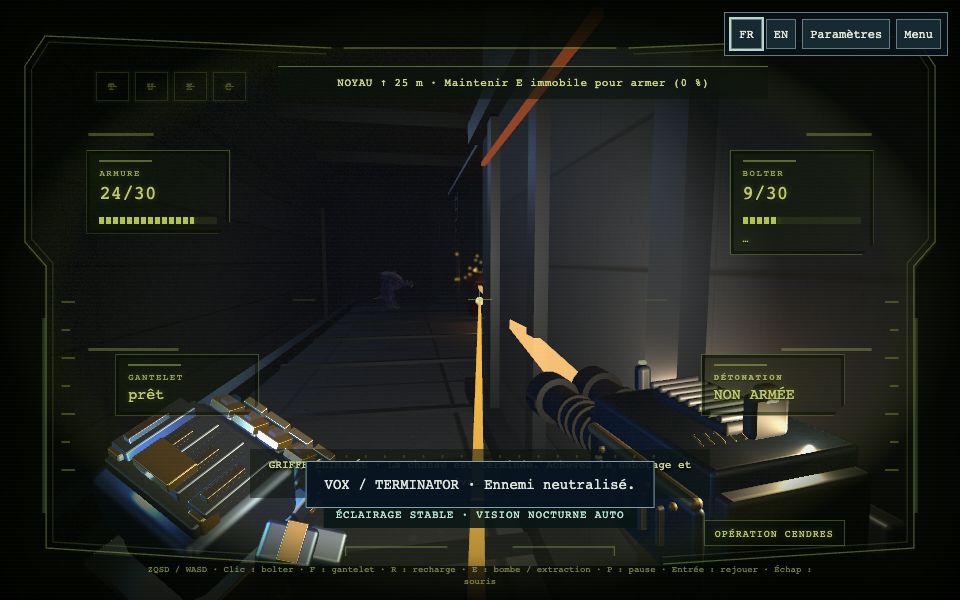 FR EN Paramètres Menu
NOYAU ↑ 25 m · Maintenir E immobile pour armer (0 %)
ARMURE
24/30
BOLTER
9/30
…
GANTELET
prêt
DÉTONATION
NON ARMÉE
VOX / TERMINATOR · Ennemi neutralisé.
ÉCLAIRAGE STABLE · VISION NOCTURNE AUTO
OPÉRATION CENDRES
ZQSD / WASD · Clic : bolter · F : gantelet · R : recharge · E : bombe / extraction · P : pause · Entrée : rejouer · Échap :
souris